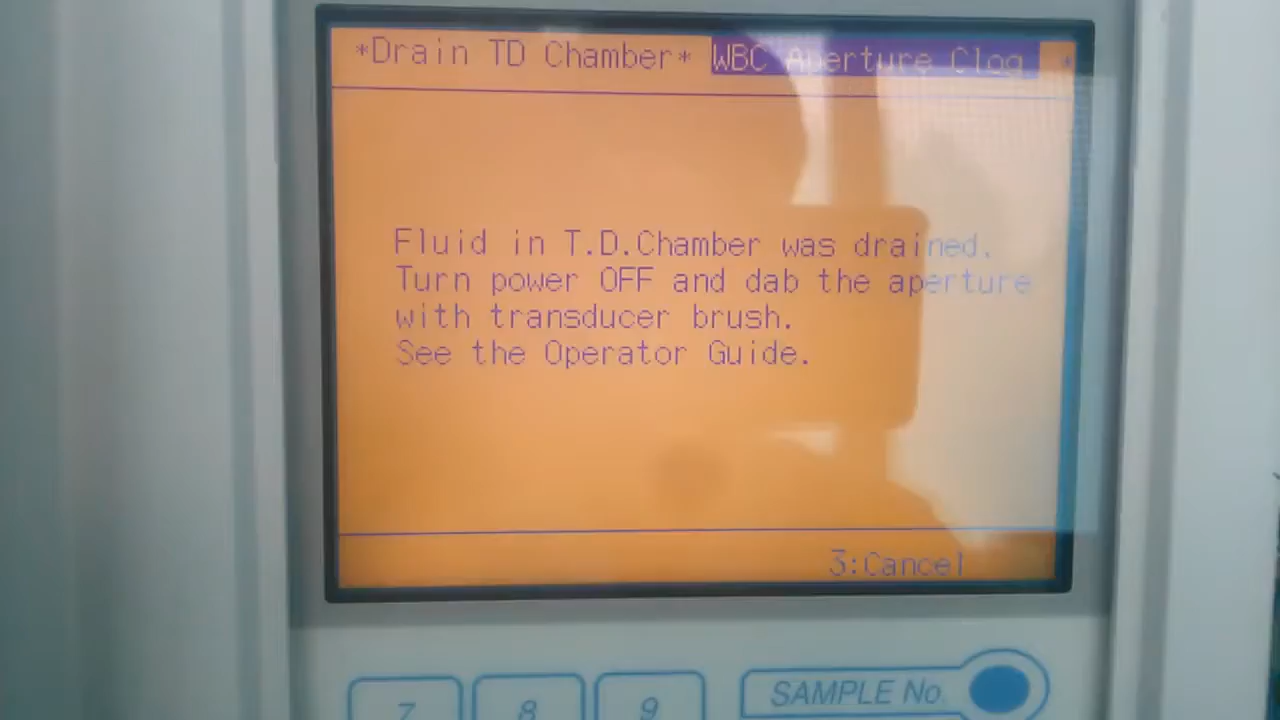 *Drain TD Chamber* WBC Aperture Clog *
Fluid in T.D.Chamber was drained.
Turn power OFF and dab the aperture
with transducer brush.
See the Operator Guide.
3:Cancel
7 8 9 SAMPLE No.